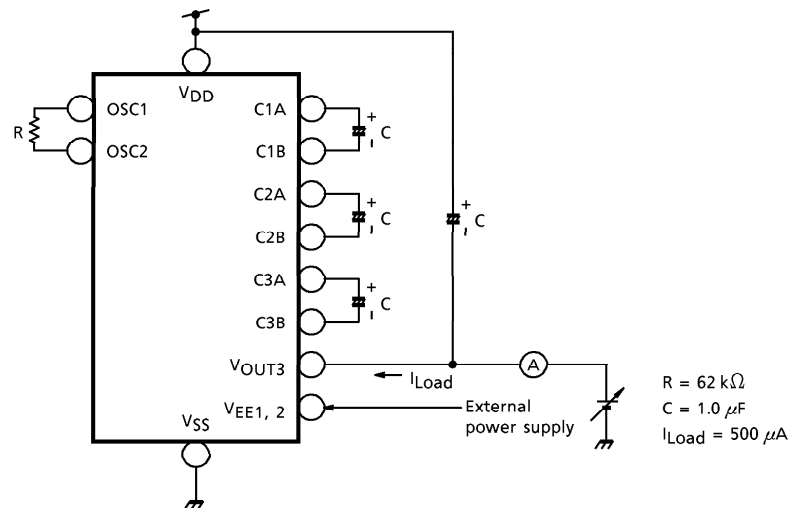 VDD
OSC1
R
OSC2
C1A
+
C
-
C1B
C2A
+
C
-
C2B
C3A
+
C
-
C3B
+
C
-
VOUT3
ILoad
A
VEE1, 2
External
power supply
VSS
R = 62 kΩ
C = 1.0 μF
ILoad = 500 μA